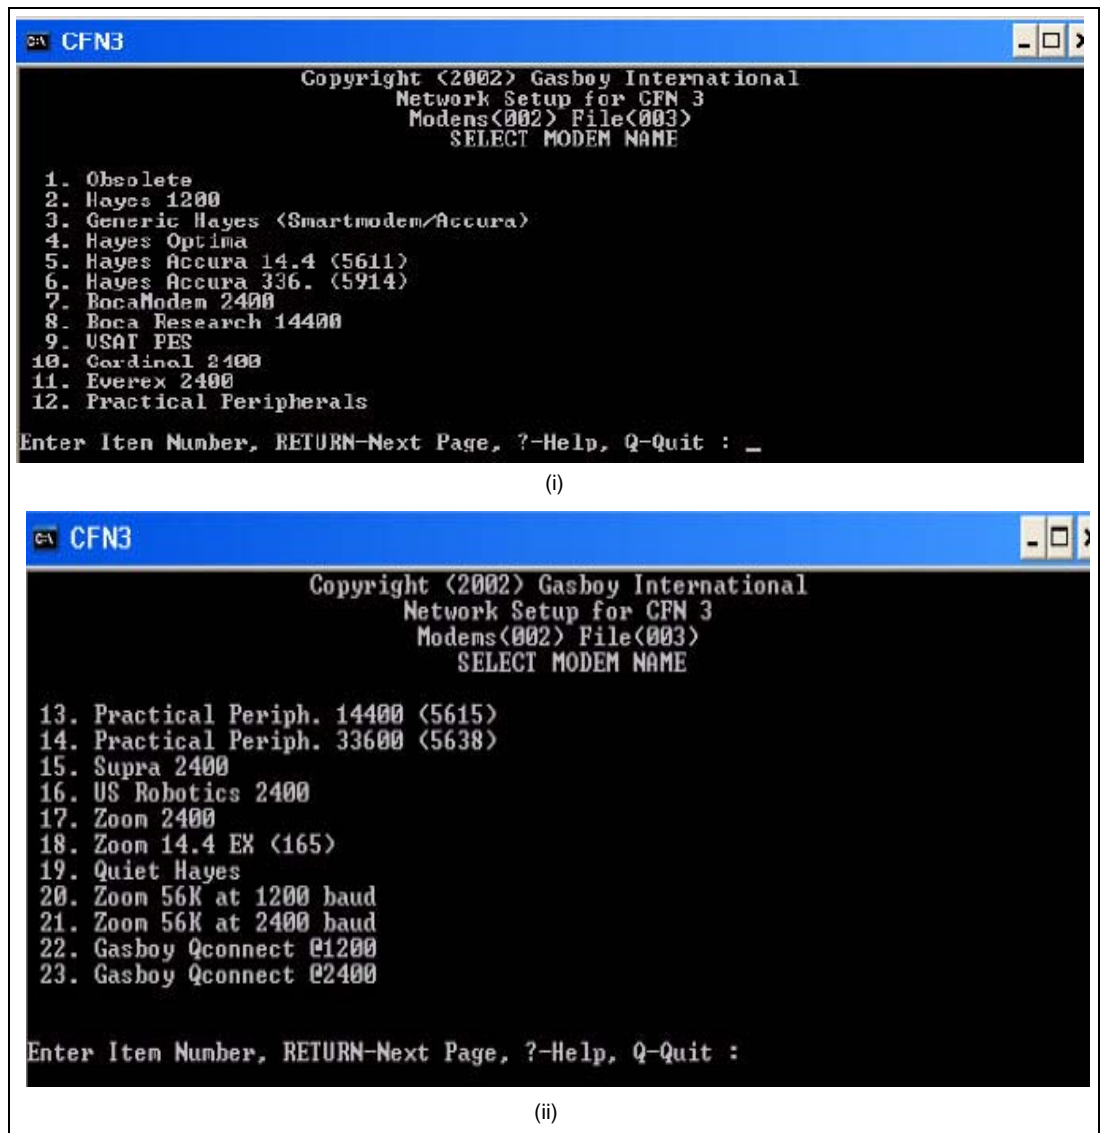 CFN3
Copyright <2002> Gasboy International
Network Setup for CFN 3
Modems<002> File<003>
SELECT MODEM NAME
1. Obsolete
2. Hayes 1200
3. Generic Hayes <Smartmodem/Accura>
4. Hayes Optima
5. Hayes Accura 14.4 (5611)
6. Hayes Accura 336. (5914)
7. BocaModem 2400
8. Boca Research 14400
9. USAT PES
10. Cardinal 2400
11. Everex 2400
12. Practical Peripherals
Enter Item Number, RETURN-Next Page, ?-Help, Q-Quit : _
(i)
CFN3
Copyright <2002> Gasboy International
Network Setup for CFN 3
Modems<002> File<003>
SELECT MODEM NAME
13. Practical Periph. 14400 <5615>
14. Practical Periph. 33600 <5638>
15. Supra 2400
16. US Robotics 2400
17. Zoom 2400
18. Zoom 14.4 EX <165>
19. Quiet Hayes
20. Zoom 56K at 1200 baud
21. Zoom 56K at 2400 baud
22. Gasboy Qconnect @1200
23. Gasboy Qconnect @2400
Enter Item Number, RETURN-Next Page, ?-Help, Q-Quit :
(ii)